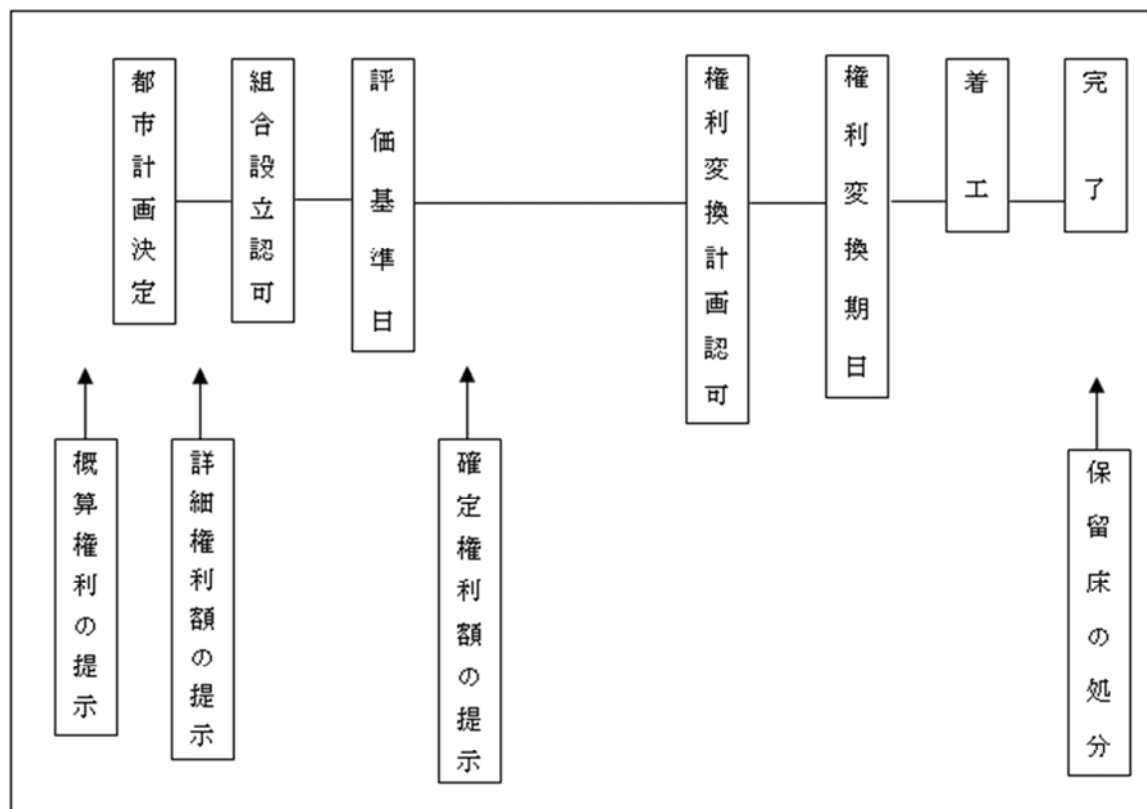 都市計画決定
組合設立認可
評価基準日
権利変換計画認可
権利変換期日
着工
完了
概算権利の提示
詳細権利額の提示
確定権利額の提示
保留床の処分